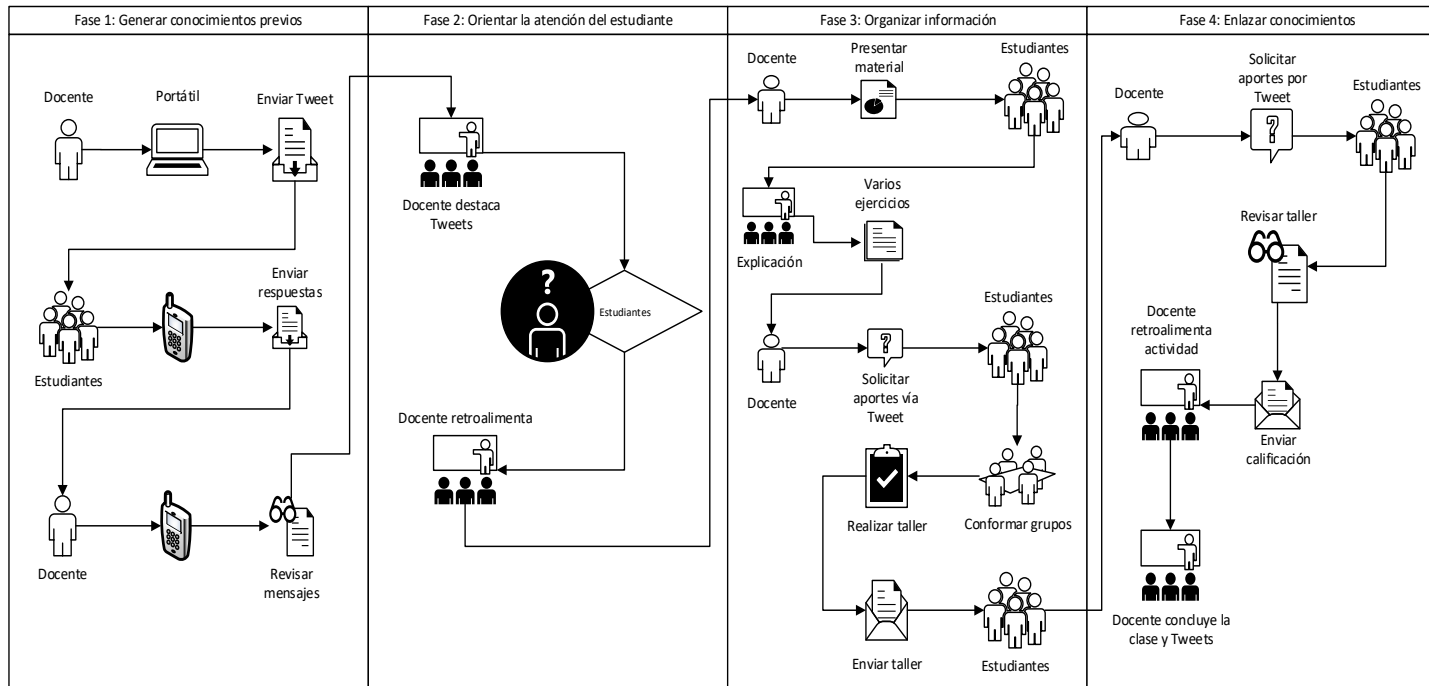 Fase 1: Generar conocimientos previos
Docente
Portátil
Enviar Tweet
Enviar
respuestas
Estudiantes
Docente
Revisar
mensajes
Fase 2: Orientar la atención del estudiante
Docente destaca
Tweets
?
Estudiantes
Docente retroalimenta
Fase 3: Organizar información
Docente
Presentar
material
Estudiantes
Explicación
Varios
ejercicios
Docente
?
Solicitar
aportes vía
Tweet
Estudiantes
Realizar taller
Conformar grupos
Enviar taller
Estudiantes
Fase 4: Enlazar conocimientos
Docente
Solicitar
aportes por
Tweet
?
Estudiantes
Revisar taller
Docente
retroalimenta
actividad
Enviar
calificación
Docente concluye la
clase y Tweets